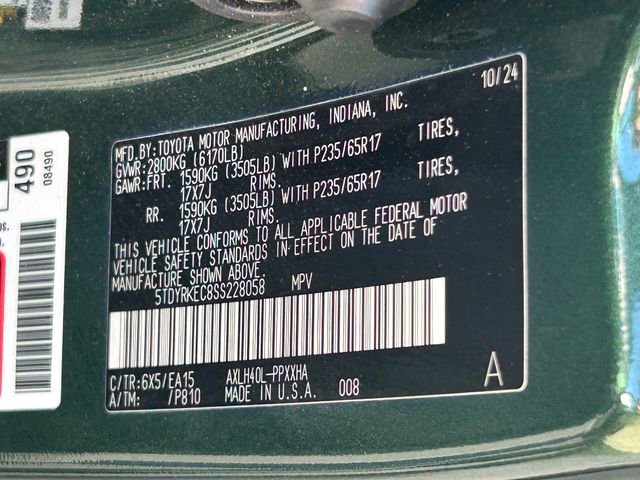 10/24
MFD.BY:TOYOTA MOTOR MANUFACTURING, INDIANA, INC.
GVWR:2800KG (6170LB)
GAWR:FRT. 1590KG (3505LB) WITH P235/65R17 TIRES,
17X7J RIMS.
RR. 1590KG (3505LB) WITH P235/65R17 TIRES,
17X7J RIMS.
THIS VEHICLE CONFORMS TO ALL APPLICABLE FEDERAL MOTOR
VEHICLE SAFETY STANDARDS IN-EFFECT ON THE DATE OF
MANUFACTURE SHOWN ABOVE.
5TDYRKEC8SS228058 MPV
C/TR:6X5/EA15 AXLH40L-PPXXHA
A/TM: /P810 MADE IN U.S.A. 008
A
490
08490